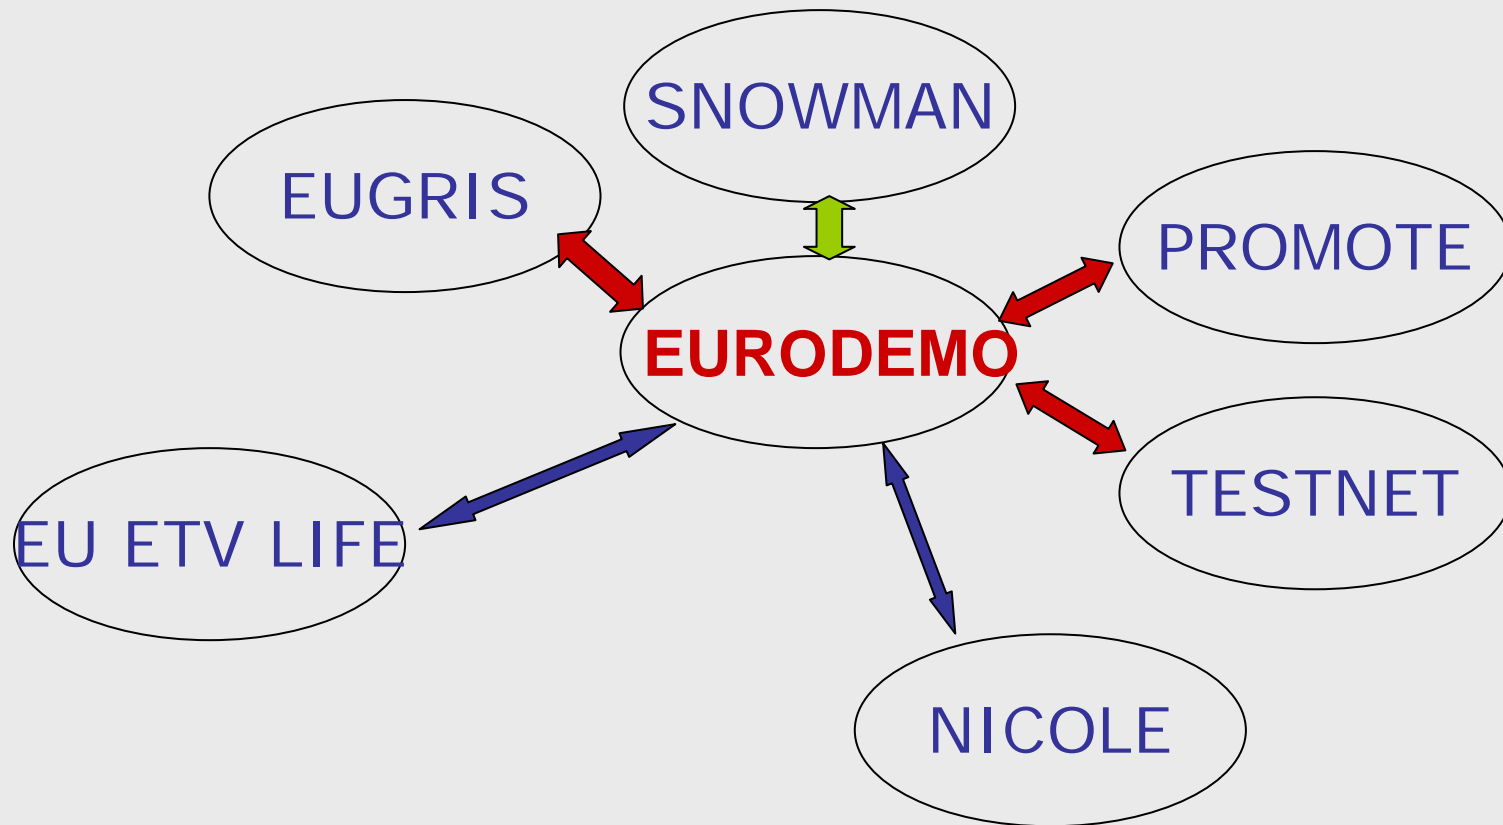 SNOWMAN
EUGRIS
PROMOTE
EURODEMO
TESTNET
EU ETV LIFE
NICOLE